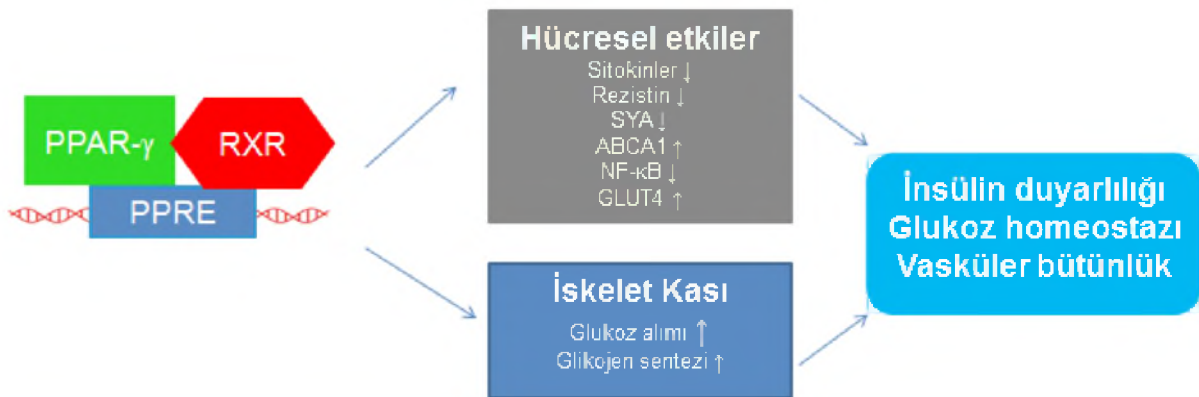 PPAR-γ
RXR
PPRE
Hücresel etkiler
Sitokinler ↓
Rezistin ↓
SYA ↓
ABCA1 ↑
NF-κB ↓
GLUT4 ↑
İskelet Kası
Glukoz alımı ↑
Glikojen sentezi ↑
İnsülin duyarlılığı
Glukoz homeostazı
Vasküler bütünlük